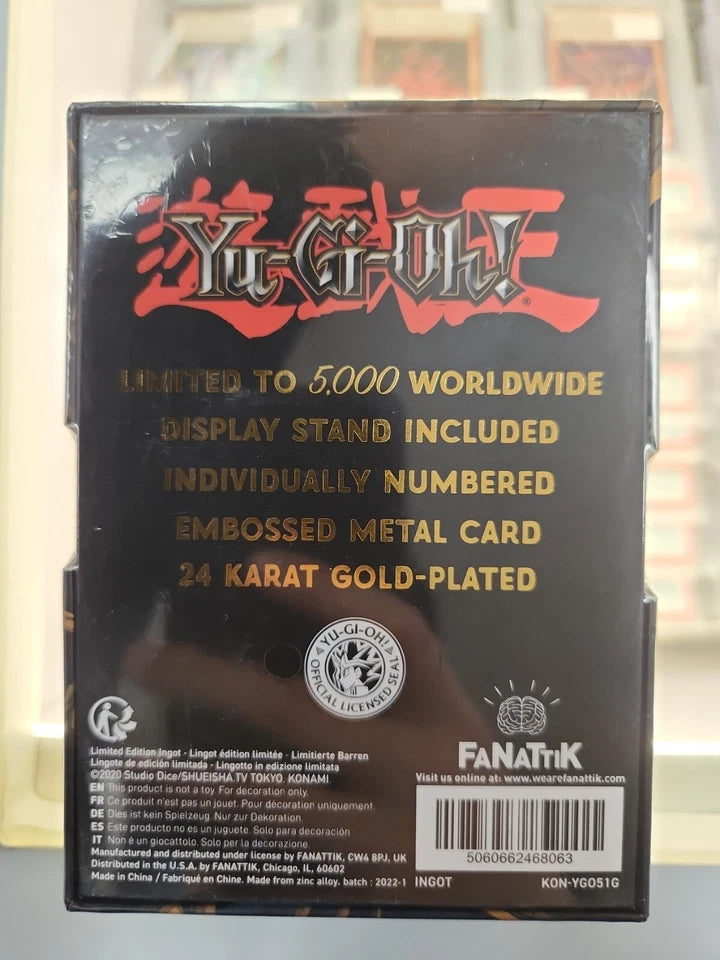 遊戯王
Yu-Gi-Oh!
®
LIMITED TO 5,000 WORLDWIDE
DISPLAY STAND INCLUDED
INDIVIDUALLY NUMBERED
EMBOSSED METAL CARD
24 KARAT GOLD-PLATED
YU-GI-OH!
OFFICIAL LICENSED SEAL
FANATTIK
Visit us online at: www.wearefanattik.com
Limited Edition Ingot - Lingot édition limitée - Limitierte Barren
Lingote de edición limitada - Lingotto in edizione limitata
©2020 Studio Dice/SHUEISHA.TV TOKYO. KONAMI.
EN This product is not a toy. For decoration only.
FR Ce produit n'est pas un jouet. Pour décoration uniquement.
DE Dies ist kein Spielzeug. Nur zur Dekoration.
ES Este producto no es un juguete. Solo para decoración
IT Non è un giocattolo. Solo per la decorazione.
Manufactured and distributed under license by FANATTIK, CW4 8PJ, UK
Distributed in the U.S.A. by FANATTIK, Chicago, IL, 60602
Made in China / Fabriqué en Chine. Made from zinc alloy. batch : 2022-1
5060662468063
INGOT
KON-YGO51G